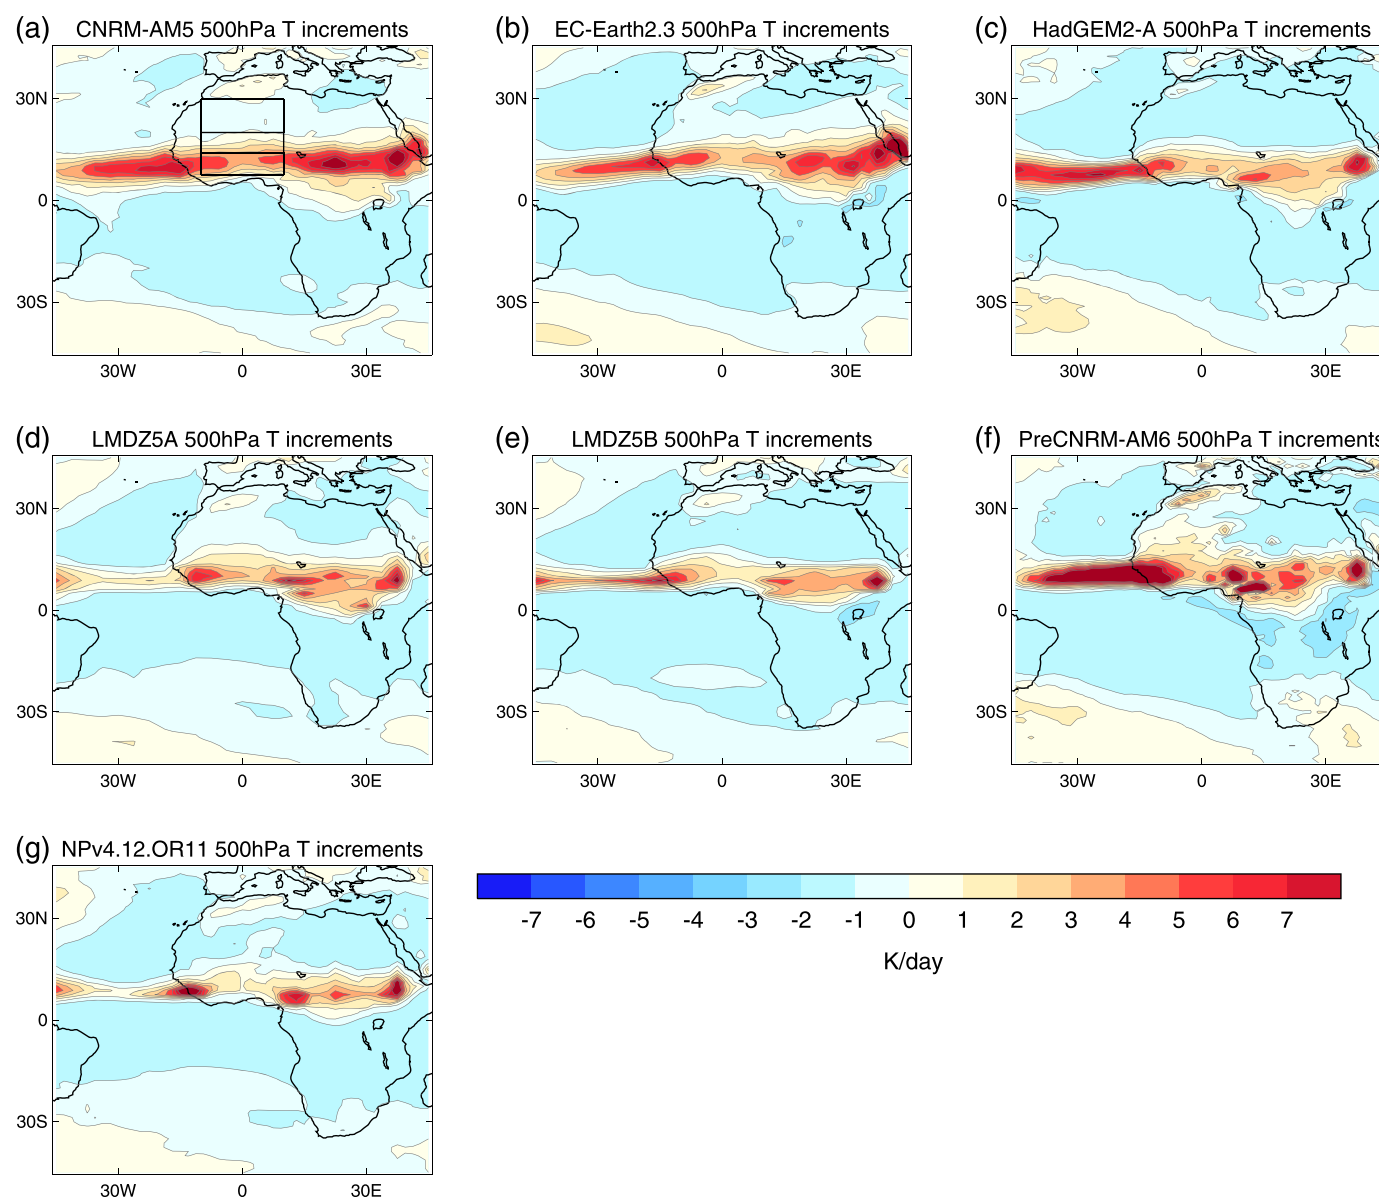 (a) CNRM-AM5 500hPa T increments
30N
0
30S
30W 0 30E
(b) EC-Earth2.3 500hPa T increments
30N
0
30S
30W 0 30E
(c) HadGEM2-A 500hPa T increments
30N
0
30S
30W 0 30E
(d) LMDZ5A 500hPa T increments
30N
0
30S
30W 0 30E
(e) LMDZ5B 500hPa T increments
30N
0
30S
30W 0 30E
(f) PreCNRM-AM6 500hPa T increments
30N
0
30S
30W 0 30E
(g) NPv4.12.OR11 500hPa T increments
30N
0
30S
30W 0 30E
-7 -6 -5 -4 -3 -2 -1 0 1 2 3 4 5 6 7
K/day